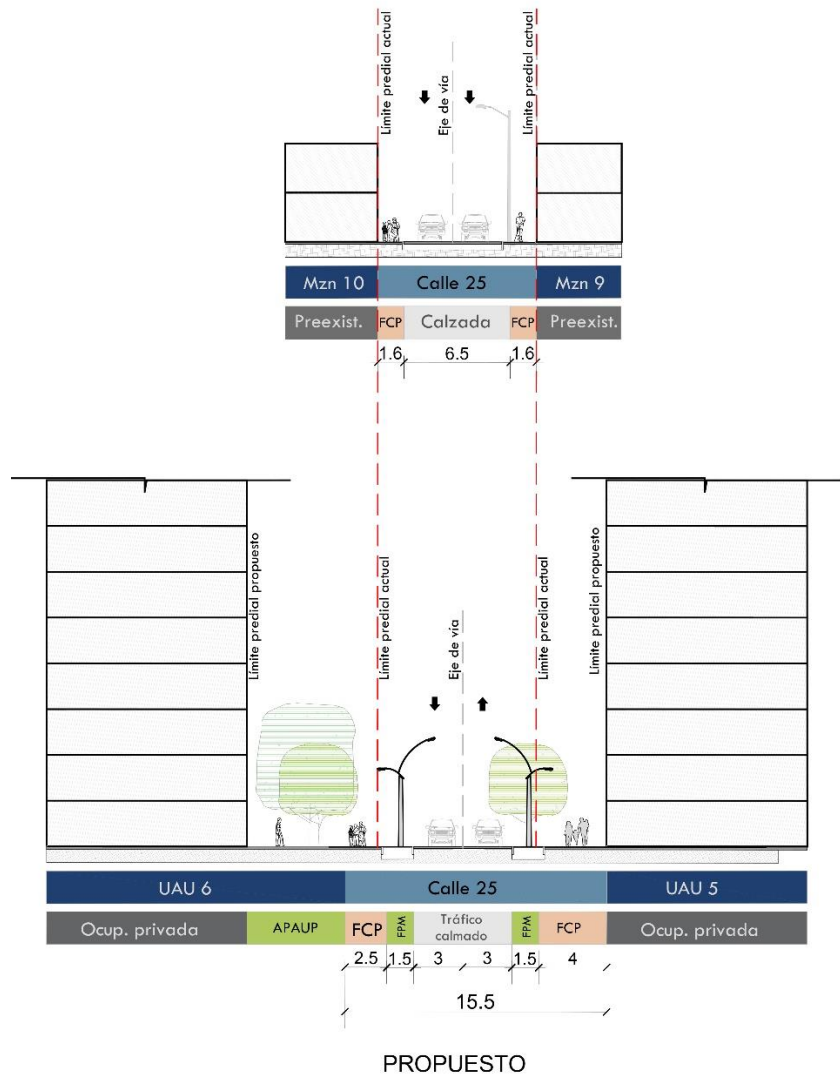 Límite predial actual
Eje de vía
Límite predial actual
Mzn 10
Calle 25
Mzn 9
Preexist.
FCP
Calzada
FCP
Preexist.
1.6
6.5
1.6
Límite predial propuesto
Límite predial actual
Eje de vía
Límite predial actual
Límite predial propuesto
UAU 6
Calle 25
UAU 5
Ocup. privada
APAUP
FCP
FPM
Tráfico
calmado
FPM
FCP
Ocup. privada
2.5
1.5
3
3
1.5
4
15.5
PROPUESTO